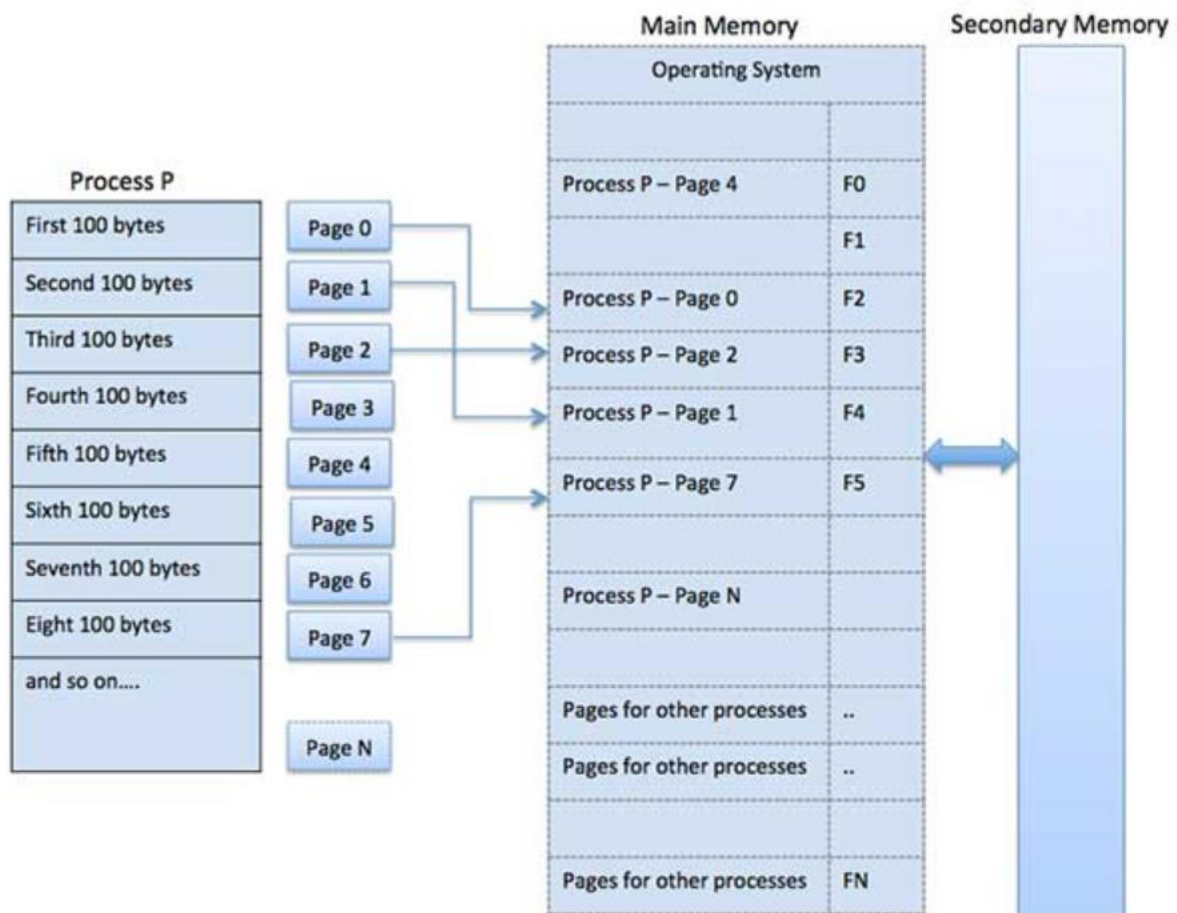 Main Memory
Secondary Memory
Operating System
Process P
First 100 bytes
Second 100 bytes
Third 100 bytes
Fourth 100 bytes
Fifth 100 bytes
Sixth 100 bytes
Seventh 100 bytes
Eight 100 bytes
and so on....
Page 0
Page 1
Page 2
Page 3
Page 4
Page 5
Page 6
Page 7
Page N
Process P – Page 4 F0
F1
Process P – Page 0 F2
Process P – Page 2 F3
Process P – Page 1 F4
Process P – Page 7 F5
Process P – Page N
Pages for other processes ..
Pages for other processes ..
Pages for other processes FN